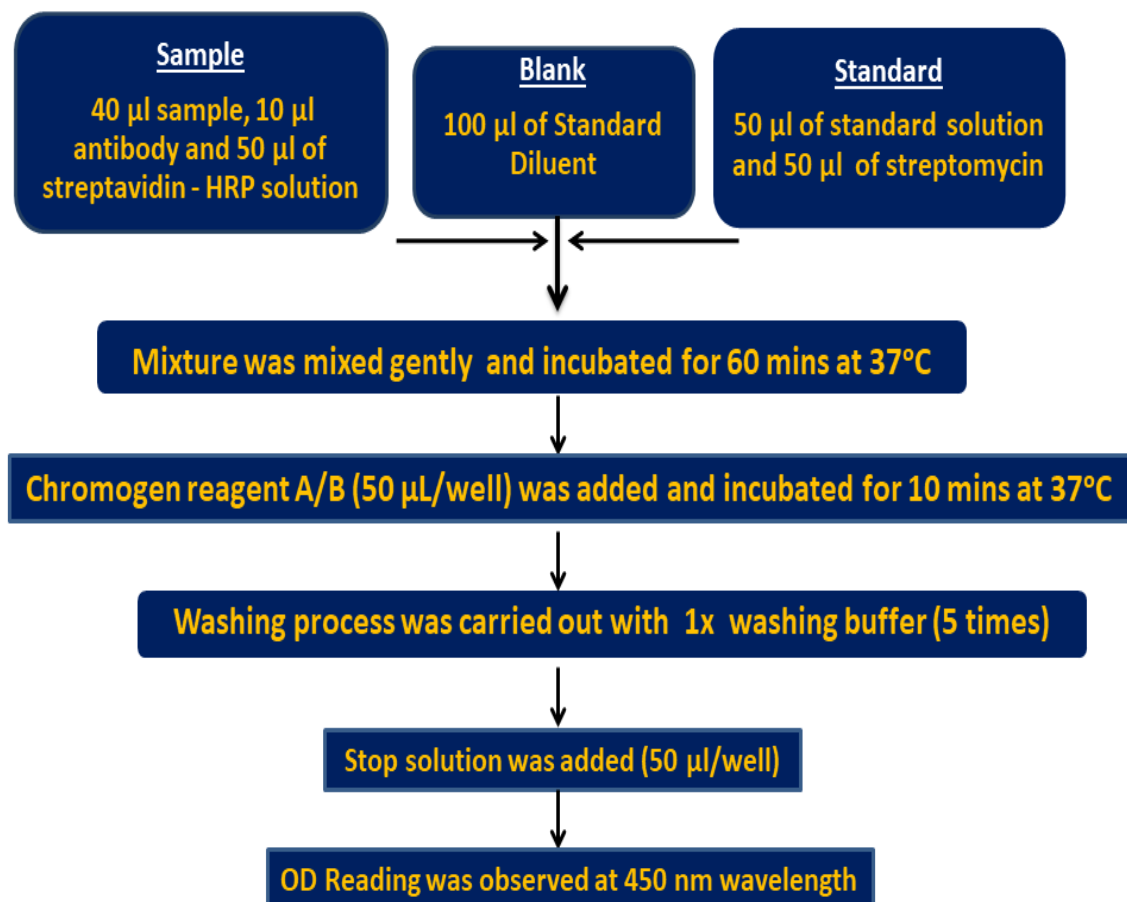 Sample
40 µl sample, 10 µl
antibody and 50 µl of
streptavidin - HRP solution
Blank
100 µl of Standard
Diluent
Standard
50 µl of standard solution
and 50 µl of streptomycin
Mixture was mixed gently and incubated for 60 mins at 37°C
Chromogen reagent A/B (50 µL/well) was added and incubated for 10 mins at 37°C
Washing process was carried out with 1x washing buffer (5 times)
Stop solution was added (50 µl/well)
OD Reading was observed at 450 nm wavelength